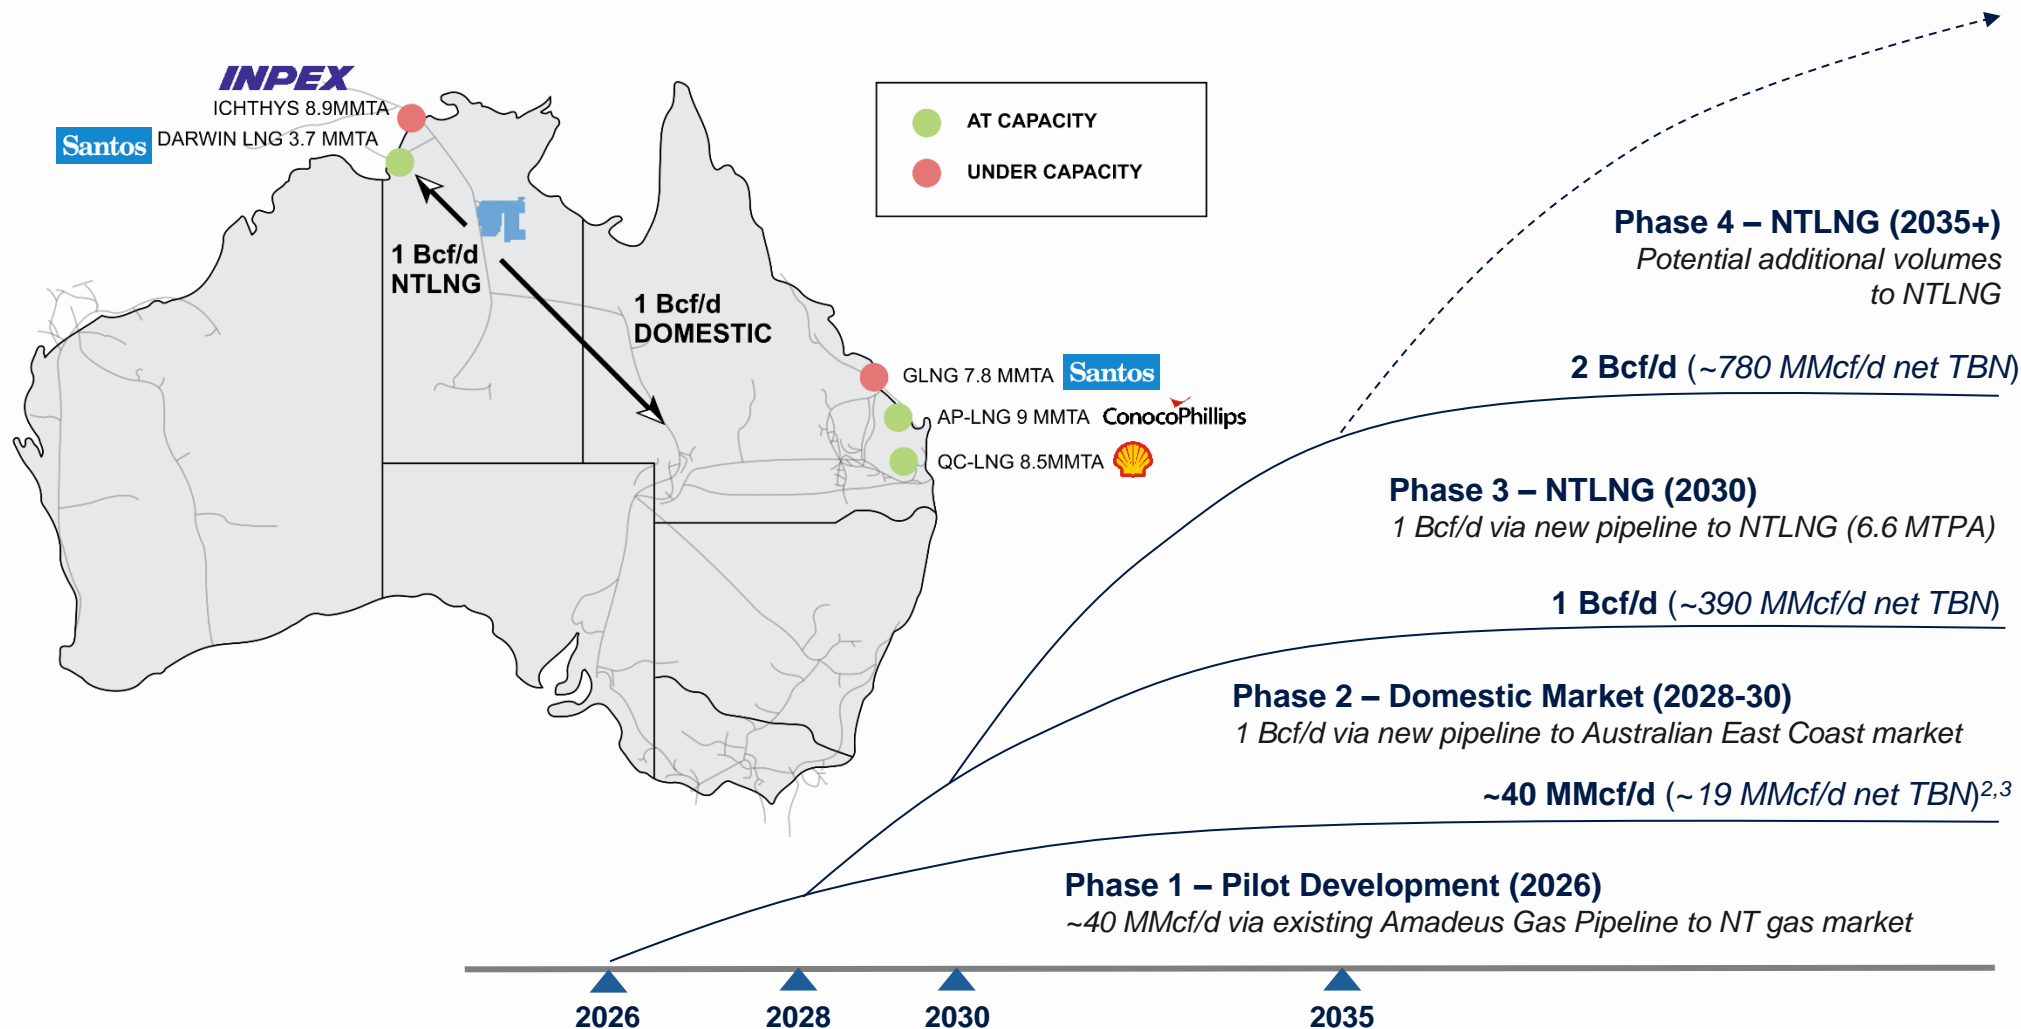 INPEX
ICHTHYS 8.9MMTA
Santos DARWIN LNG 3.7 MMTA
1 Bcf/d
NTLNG
1 Bcf/d
DOMESTIC
GLNG 7.8 MMTA Santos
AP-LNG 9 MMTA ConocoPhillips
QC-LNG 8.5MMTA
AT CAPACITY
UNDER CAPACITY
Phase 4 – NTLNG (2035+)
Potential additional volumes
to NTLNG
2 Bcf/d (~780 MMcf/d net TBN)
Phase 3 – NTLNG (2030)
1 Bcf/d via new pipeline to NTLNG (6.6 MTPA)
1 Bcf/d (~390 MMcf/d net TBN)
Phase 2 – Domestic Market (2028-30)
1 Bcf/d via new pipeline to Australian East Coast market
~40 MMcf/d (~19 MMcf/d net TBN)2,3
Phase 1 – Pilot Development (2026)
~40 MMcf/d via existing Amadeus Gas Pipeline to NT gas market
2026 2028 2030 2035